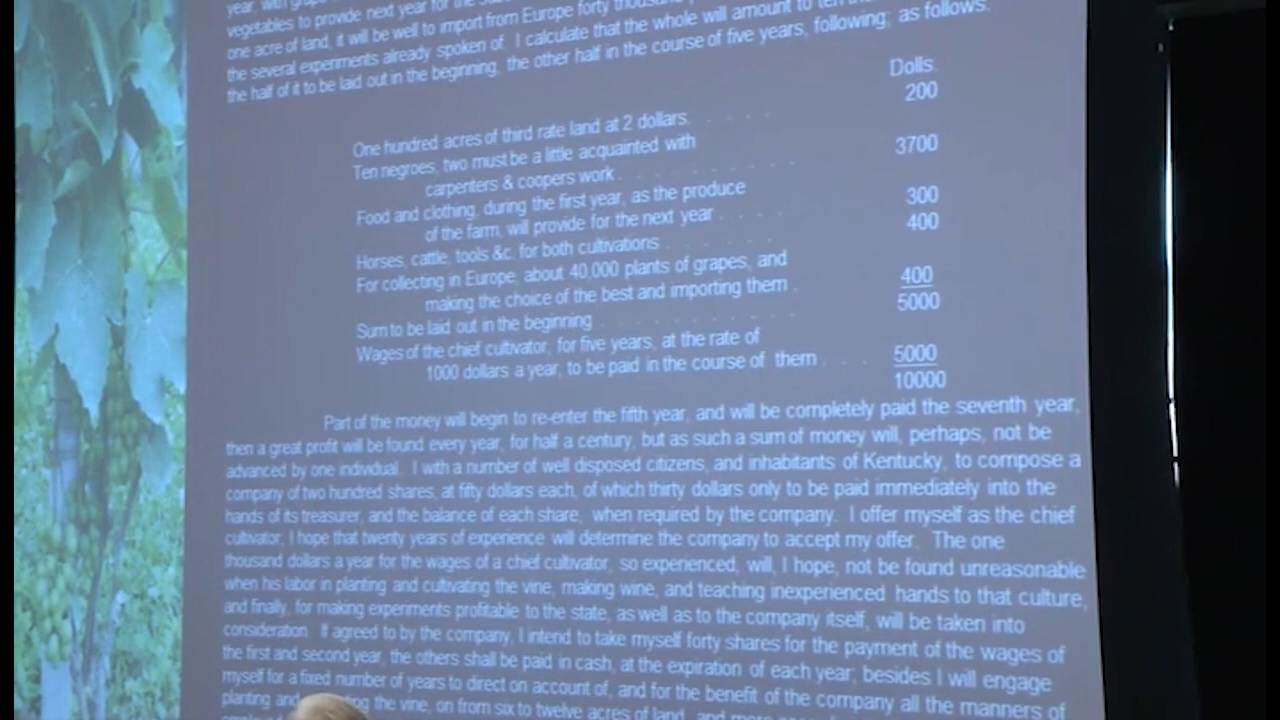 year, with
vegetables to provide next year for the
one acre of land, it will be well to import from Europe forty
the several experiments already spoken of. I calculate that the whole will amount to ten
the half of it to be laid out in the beginning, the other half in the course of five years, following; as follows:
Dolls.
One hundred acres of third rate land at 2 dollars. . . . . . 200
Ten negroes, two must be a little acquainted with
carpenters & coopers work . . . . . . . . . . 3700
Food and clothing, during the first year, as the produce
of the farm, will provide for the next year . . . . . 300
Horses, cattle, tools &c. for both cultivations . . . . . . . 400
For collecting in Europe, about 40,000 plants of grapes, and
making the choice of the best and importing them . 400
Sum to be laid out in the beginning . . . . . . . . . . 5000
Wages of the chief cultivator, for five years, at the rate of
1000 dollars a year, to be paid in the course of them . . . . 5000
10000
Part of the money will begin to re-enter the fifth year, and will be completely paid the seventh year,
then a great profit will be found every year, for half a century, but as such a sum of money will, perhaps, not be
advanced by one individual. I with a number of well disposed citizens, and inhabitants of Kentucky, to compose a
company of two hundred shares, at fifty dollars each, of which thirty dollars only to be paid immediately into the
hands of its treasurer, and the balance of each share, when required by the company. I offer myself as the chief
cultivator, I hope that twenty years of experience will determine the company to accept my offer. The one
thousand dollars a year for the wages of a chief cultivator, so experienced, will, I hope, not be found unreasonable
when his labor in planting and cultivating the vine, making wine, and teaching inexperienced hands to that culture,
and finally, for making experiments profitable to the state, as well as to the company itself, will be taken into
consideration. If agreed to by the company, I intend to take myself forty shares for the payment of the wages of
the first and second year, the others shall be paid in cash, at the expiration of each year; besides I will engage
myself for a fixed number of years to direct on account of, and for the benefit of the company all the manners of
planting and the vine, on from six to twelve acres of land, and